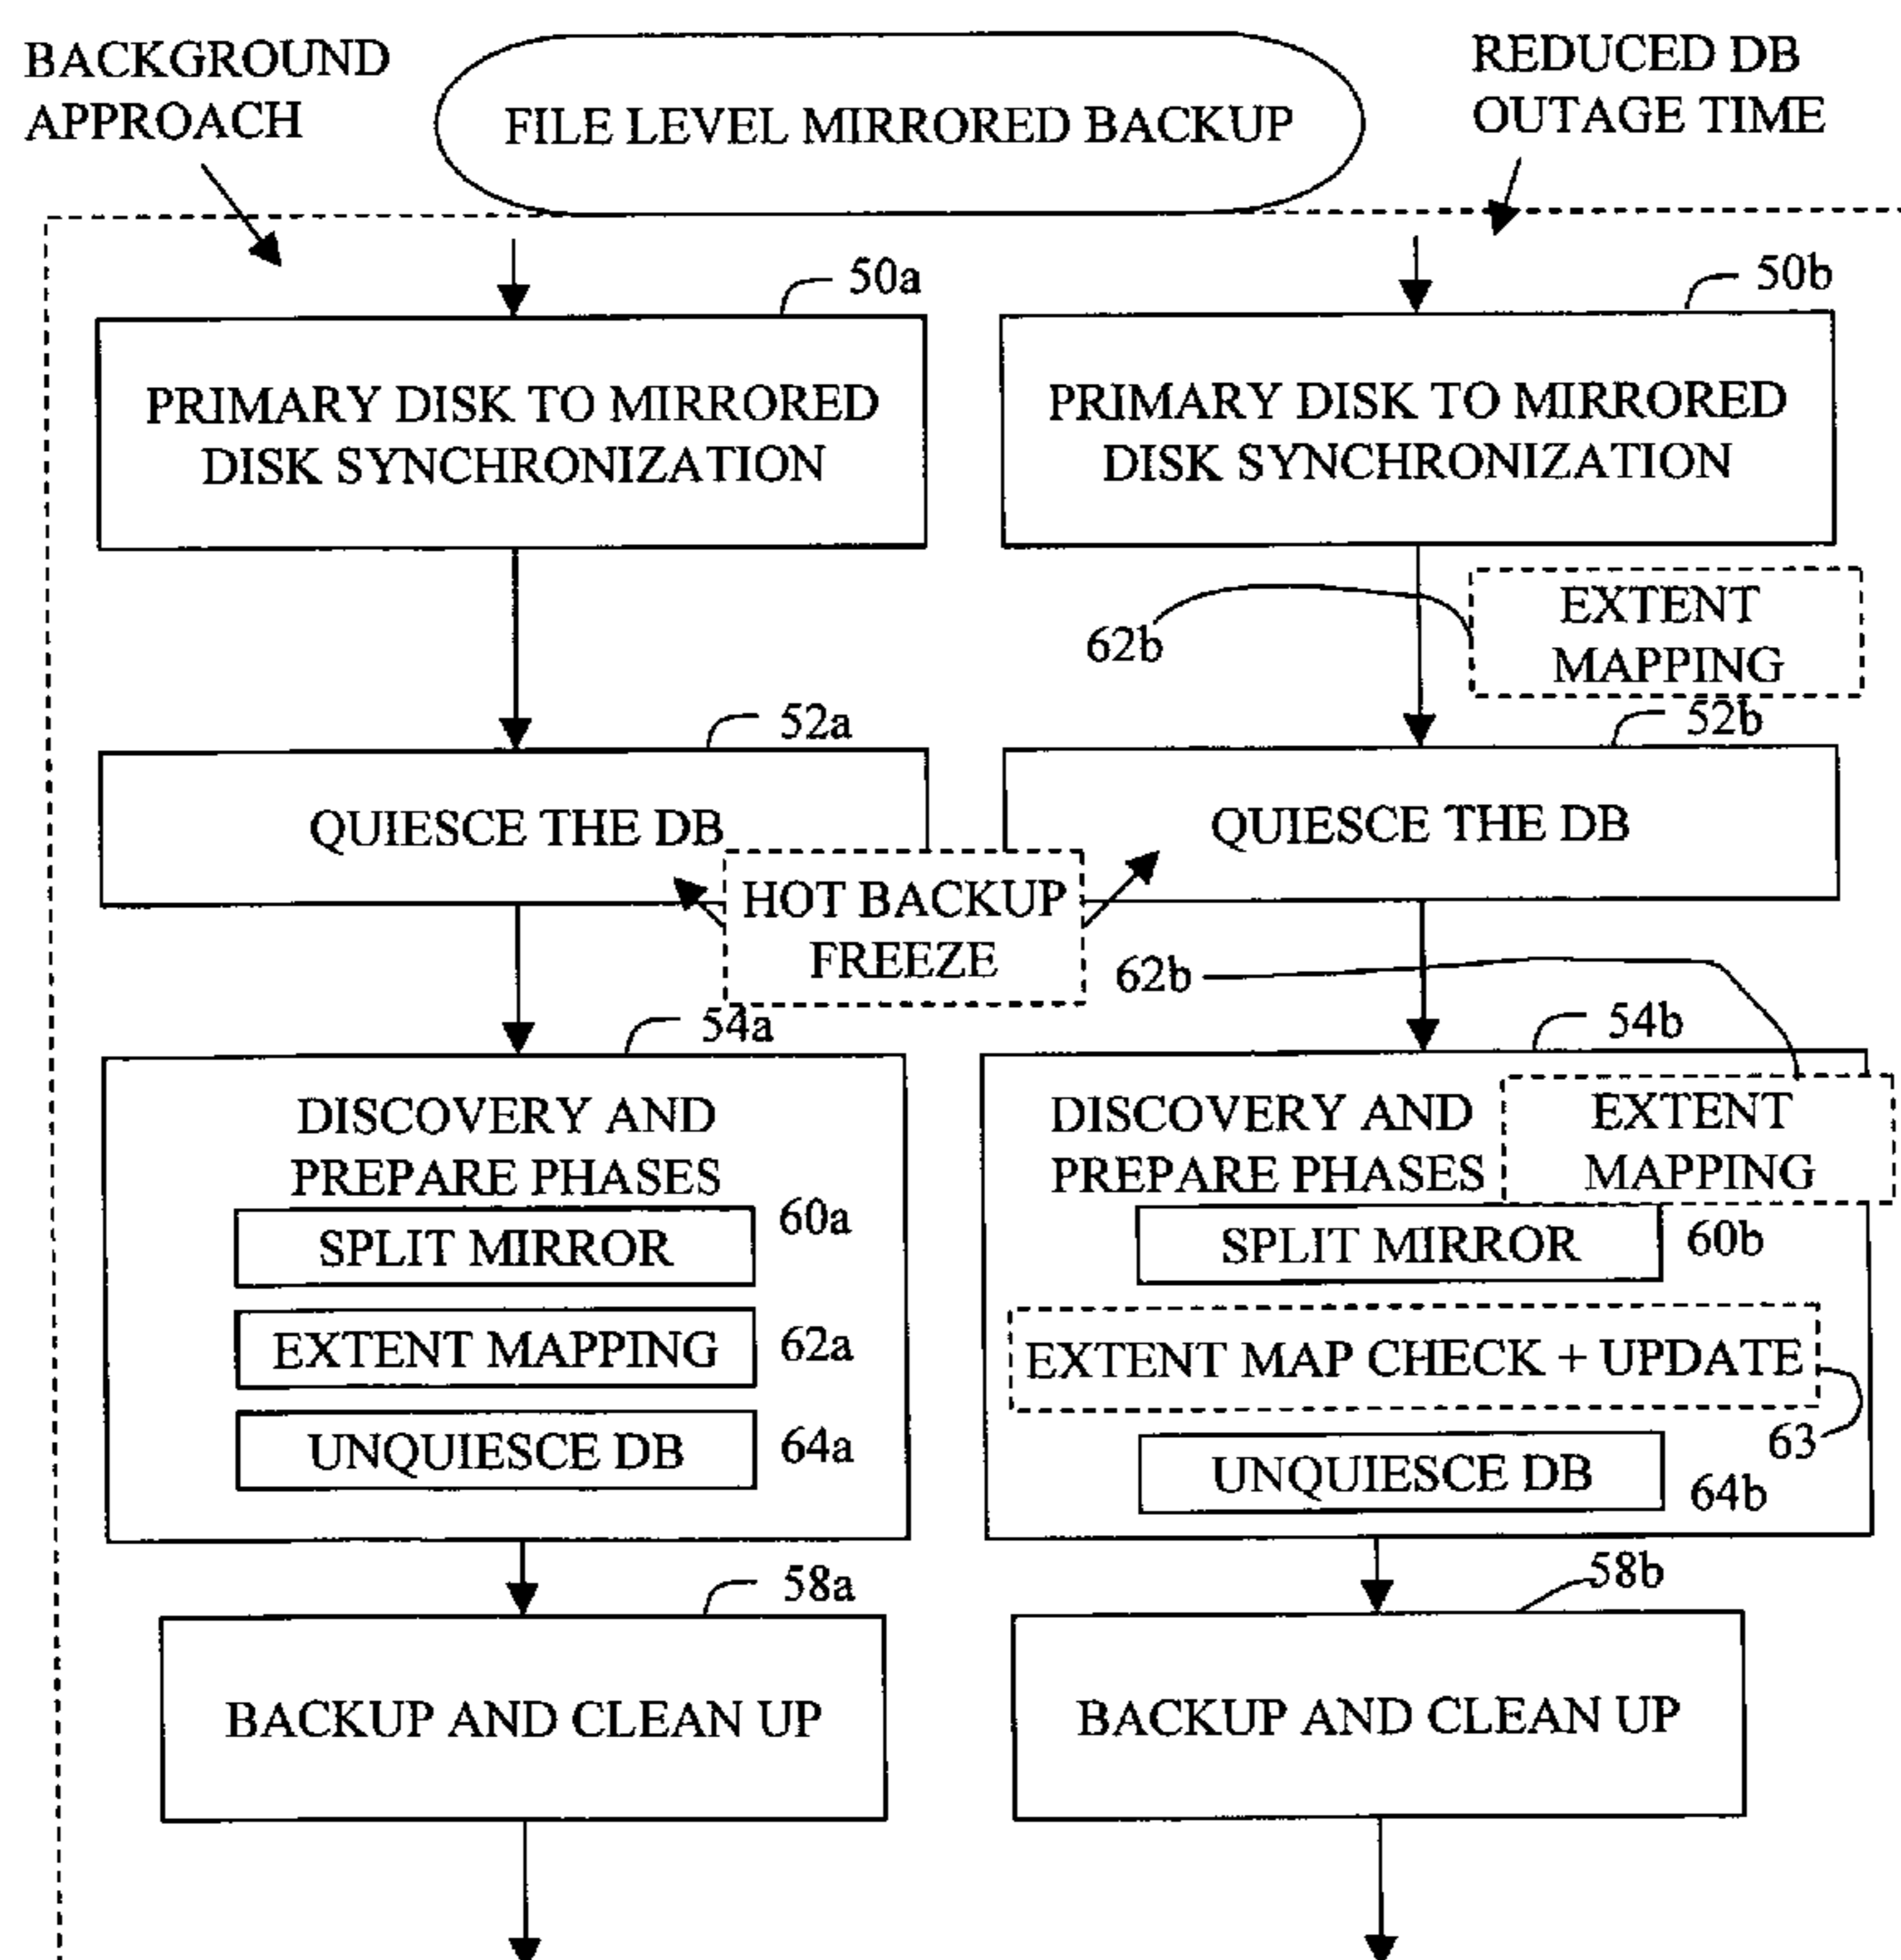 BACKGROUND
APPROACH
FILE LEVEL MIRRORED BACKUP
REDUCED DB
OUTAGE TIME
50a
PRIMARY DISK TO MIRRORED
DISK SYNCHRONIZATION
50b
PRIMARY DISK TO MIRRORED
DISK SYNCHRONIZATION
62b
EXTENT
MAPPING
52a
QUIESCE THE DB
52b
QUIESCE THE DB
HOT BACKUP
FREEZE
62b
54a
DISCOVERY AND
PREPARE PHASES
SPLIT MIRROR
60a
EXTENT MAPPING
62a
UNQUIESCE DB
64a
54b
DISCOVERY AND
PREPARE PHASES
EXTENT
MAPPING
SPLIT MIRROR
60b
EXTENT MAP CHECK + UPDATE
63
UNQUIESCE DB
64b
58a
BACKUP AND CLEAN UP
58b
BACKUP AND CLEAN UP